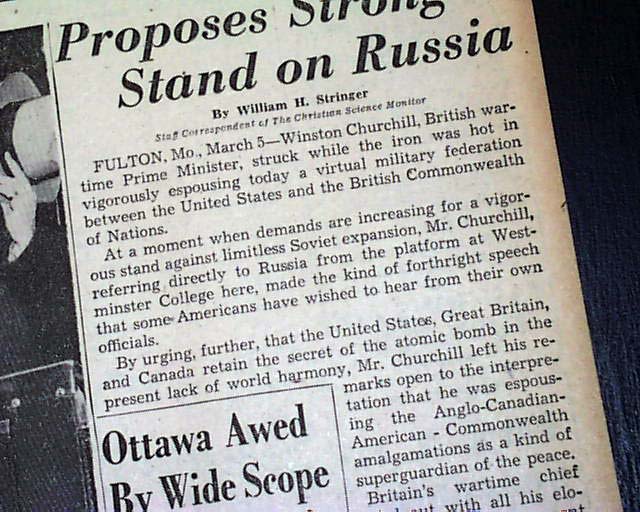 Proposes Strong
Stand on Russia
By William H. Stringer
Staff Correspondent of The Christian Science Monitor
FULTON, Mo., March 5—Winston Churchill, British war-
time Prime Minister, struck while the iron was hot in
vigorously espousing today a virtual military federation
between the United States and the British Commonwealth
of Nations.
At a moment when demands are increasing for a vigor-
ous stand against limitless Soviet expansion, Mr. Churchill,
referring directly to Russia from the platform at West-
minster College here, made the kind of forthright speech
that some Americans have wished to hear from their own
officials.
By urging, further, that the United States, Great Britain,
and Canada retain the secret of the atomic bomb in the
present lack of world harmony, Mr. Churchill left his re-
marks open to the interpre-
tation that he was espous-
ing the Anglo-Canadian-
American - Commonwealth
amalgamations as a kind of
superguardian of the peace.
Britain's wartime chief
out with all his elo-
Ottawa Awed
By Wide Scope